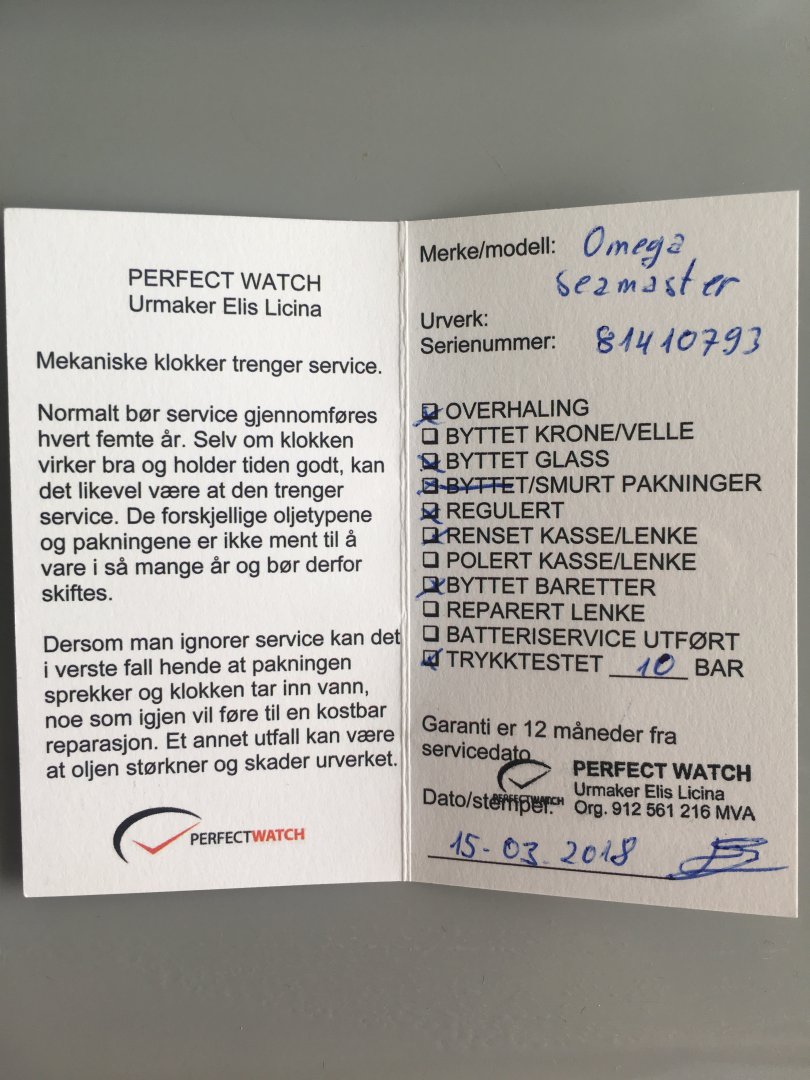 PERFECT WATCH
Urmaker Elis Licina
Mekaniske klokker trenger service.
Normalt bør service gjennomføres
hvert femte år. Selv om klokken
virker bra og holder tiden godt, kan
det likevel være at den trenger
service. De forskjellige oljetypene
og pakningene er ikke ment til å
vare i så mange år og bør derfor
skiftes.
Dersom man ignorer service kan det
i verste fall hende at pakningen
sprekker og klokken tar inn vann,
noe som igjen vil føre til en kostbar
reparasjon. Et annet utfall kan være
at oljen størkner og skader urverket.
PERFECTWATCH
Merke/modell: Omega
seamaster
Urverk:
Serienummer: 81410793
OVERHALING
BYTTET KRONE/VELLE
BYTTET GLASS
BYTTET/SMURT PAKNINGER
REGULERT
RENSET KASSE/LENKE
POLERT KASSE/LENKE
BYTTET BARETTER
REPARERT LENKE
BATTERISERVICE UTFØRT
TRYKKTESTET 10 BAR
Garanti er 12 måneder fra
servicedato
PERFECT WATCH
Urmaker Elis Licina
Dato/stempel: PERFECTWATCH Org. 912 561 216 MVA
15-03.2018